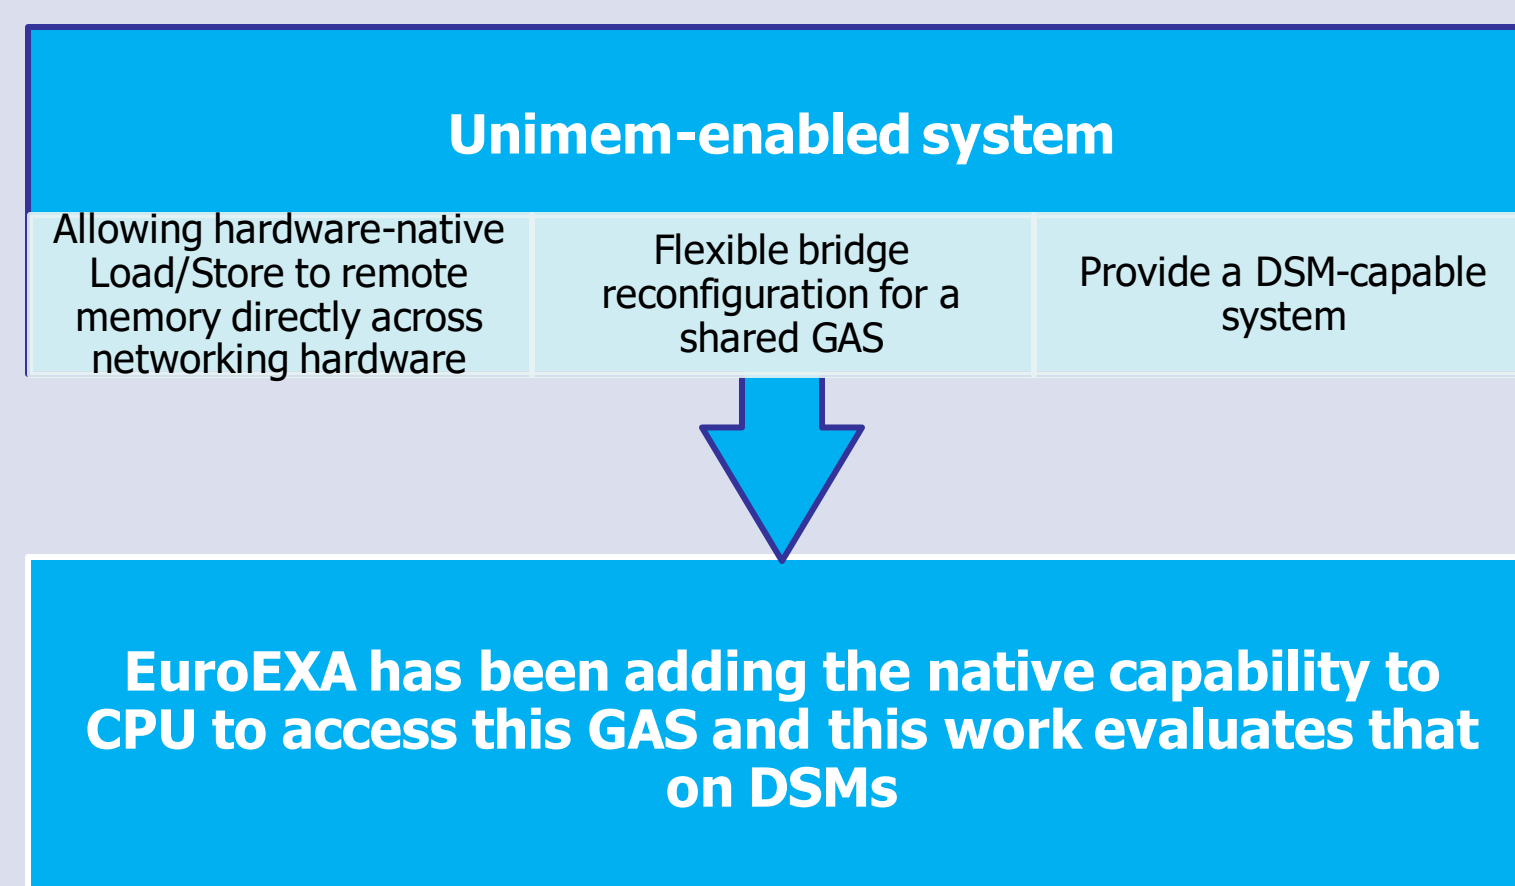 Unimem-enabled system
Allowing hardware-native
Load/Store to remote
memory directly across
networking hardware
Flexible bridge
reconfiguration for a
shared GAS
Provide a DSM-capable
system
EuroEXA has been adding the native capability to
CPU to access this GAS and this work evaluates that
on DSMs